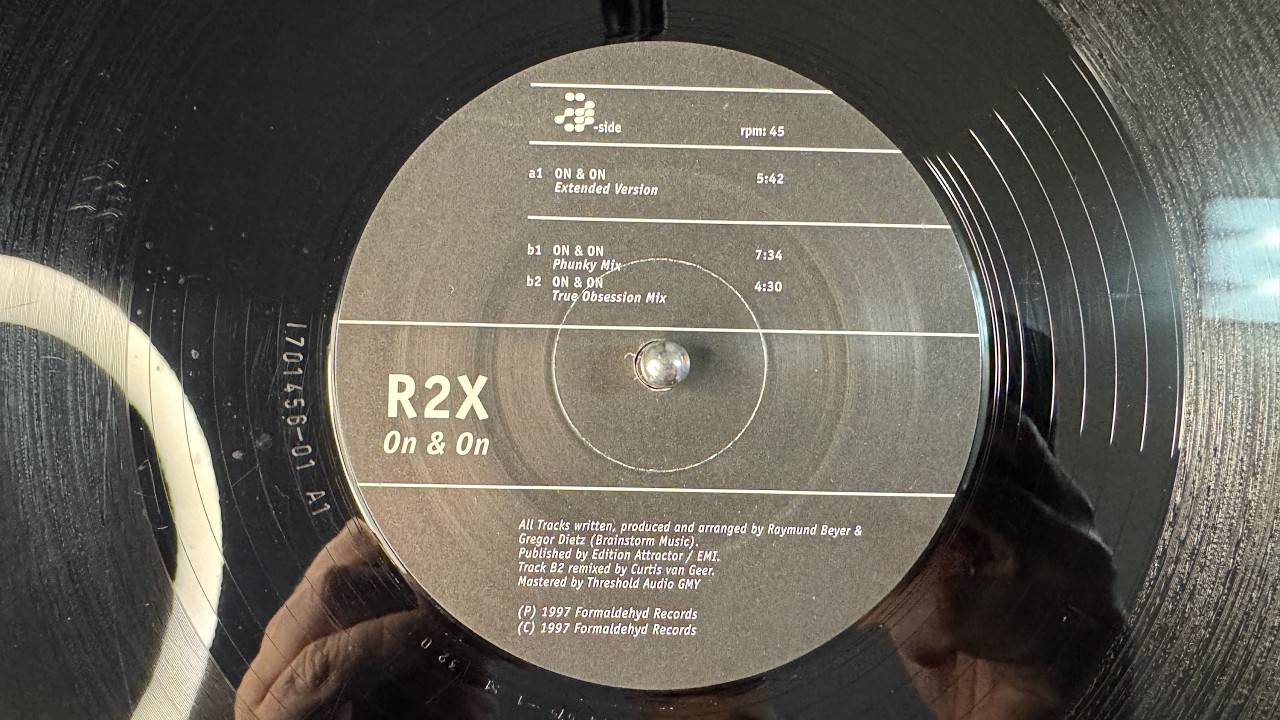 a-side rpm: 45
a1 ON & ON 5:42
Extended Version
b1 ON & ON 7:34
Phunky Mix
b2 ON & ON 4:30
True Obsession Mix
R2X
On & On
All Tracks written, produced and arranged by Raymund Beyer &
Gregor Dietz (Brainstorm Music).
Published by Edition Attractor / EMI.
Track B2 remixed by Curtis van Geer.
Mastered by Threshold Audio GMY
(P) 1997 Formaldehyd Records
(C) 1997 Formaldehyd Records
1701456-01 A1